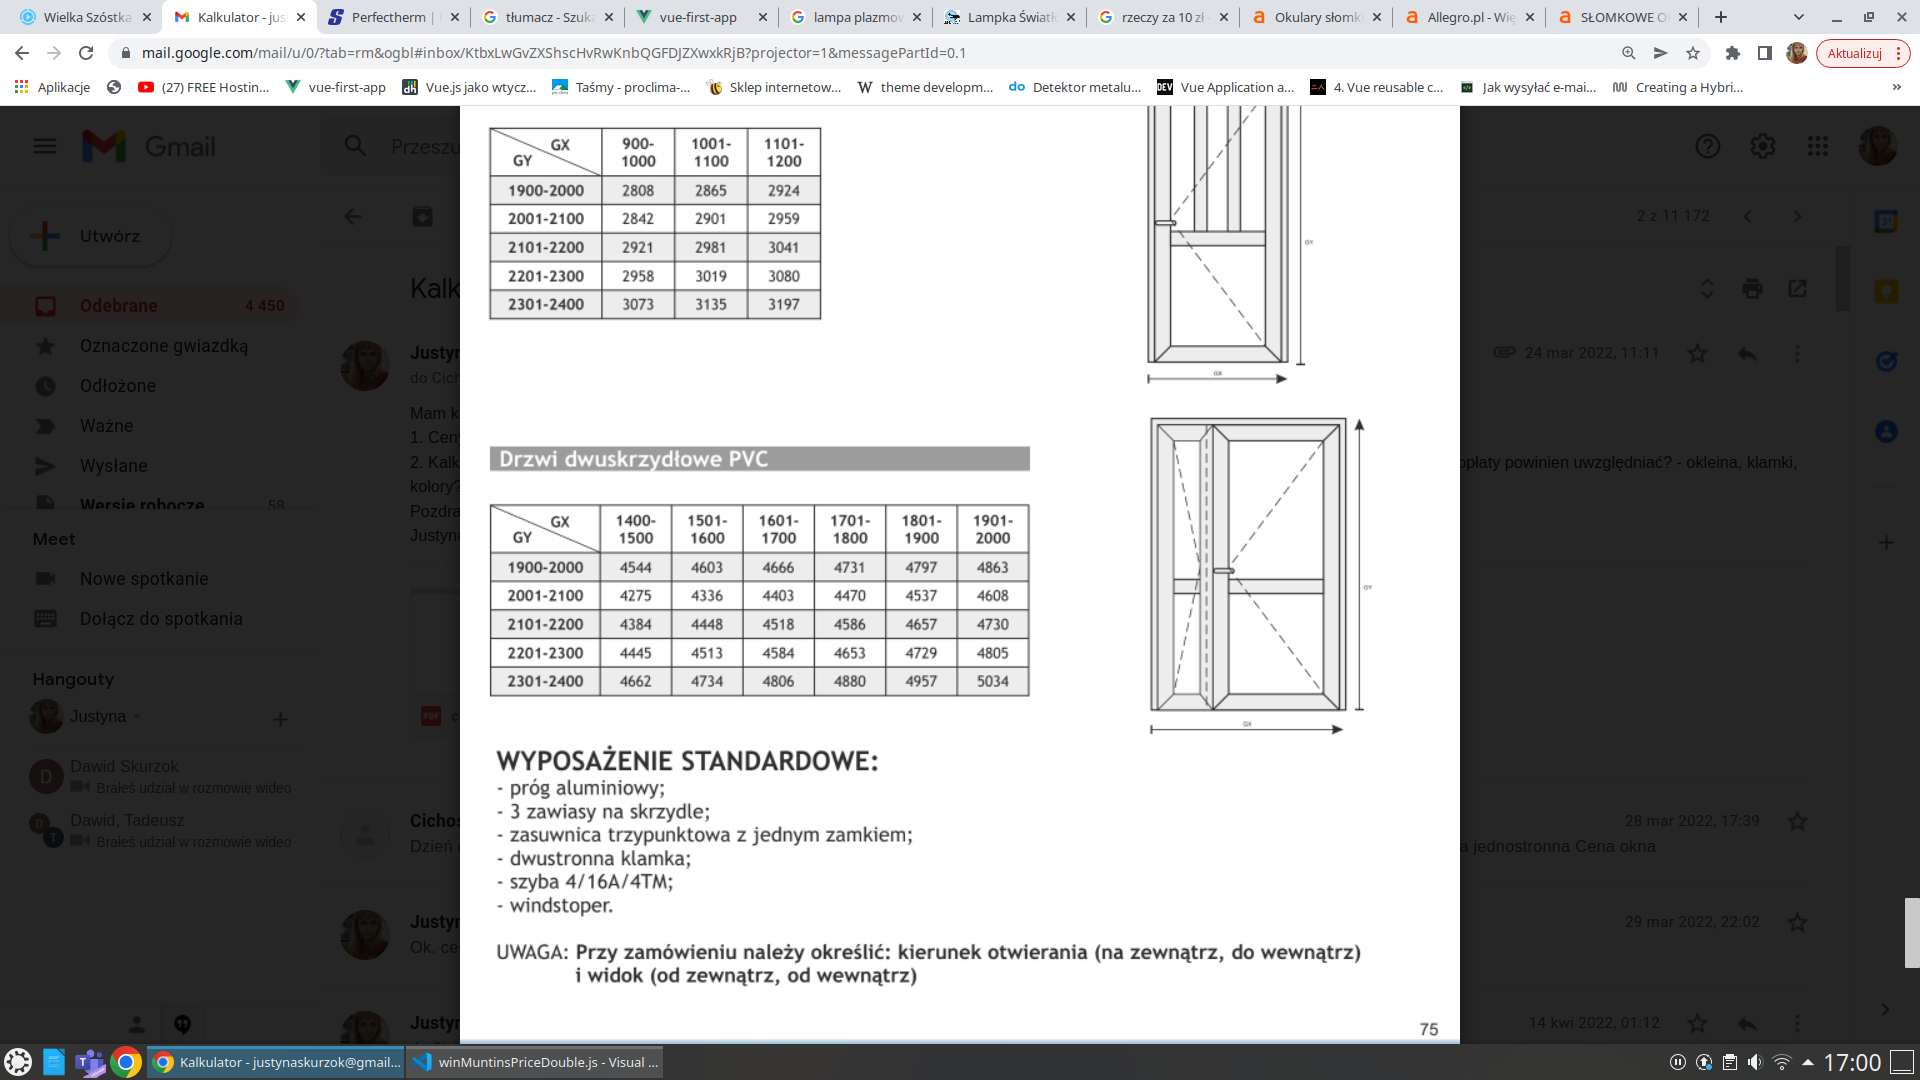 Wielka Szóstka
Kalkulator - jus
Perfectherm |
tłumacz - Szuka
vue-first-app
lampa plazmow
Lampka Światł
rzeczy za 10 zł -
Okulary słomk
Allegro.pl - Wię
SŁOMKOWE O
mail.google.com/mail/u/0/?tab=rm&ogbl#inbox/KtbxLwGvZXShscHvRwKnbQGFDJZXwxkRjB?projector=1&messagePartId=0.1
Aktualizuj
Aplikacje
(27) FREE Hostin...
vue-first-app
Vue.js jako wtycz...
Taśmy - proclima-...
Sklep internetow...
theme developm...
Detektor metalu...
Vue Application a...
4. Vue reusable c...
Jak wysyłać e-mai...
Creating a Hybri...
»
Gmail
Przeszu
Utwórz
2 z 11 172
Odebrane 4 450
Oznaczone gwiazdką
Odłożone
Ważne
Wysłane
Wersje robocze 58
Meet
Nowe spotkanie
Dołącz do spotkania
Hangouty
Justyna
Dawid Skurzok
Brałeś udział w rozmowie wideo
Dawid, Tadeusz
Brałeś udział w rozmowie wideo
Kalk
Justyn
do Cich
24 mar 2022, 11:11
Mam k
1. Cen
2. Kalk
opłaty powinien uwzględniać? - okleina, klamki,
kolory?
Pozdra
Justyn
PDF c
Cichos
28 mar 2022, 17:39
Dzień
a jednostronna Cena okna
Justyn
29 mar 2022, 22:02
Ok, ce
Justyn
14 kwi 2022, 01:12
GX GY 900-1000 1001-1100 1101-1200
1900-2000 2808 2865 2924
2001-2100 2842 2901 2959
2101-2200 2921 2981 3041
2201-2300 2958 3019 3080
2301-2400 3073 3135 3197
GY
GX
Drzwi dwuskrzydłowe PVC
GX GY 1400-1500 1501-1600 1601-1700 1701-1800 1801-1900 1901-2000
1900-2000 4544 4603 4666 4731 4797 4863
2001-2100 4275 4336 4403 4470 4537 4608
2101-2200 4384 4448 4518 4586 4657 4730
2201-2300 4445 4513 4584 4653 4729 4805
2301-2400 4662 4734 4806 4880 4957 5034
GY
GX
WYPOSAŻENIE STANDARDOWE:
- próg aluminiowy;
- 3 zawiasy na skrzydle;
- zasuwnica trzypunktowa z jednym zamkiem;
- dwustronna klamka;
- szyba 4/16A/4TM;
- windstoper.
UWAGA: Przy zamówieniu należy określić: kierunek otwierania (na zewnątrz, do wewnątrz)
i widok (od zewnątrz, od wewnątrz)
75
Kalkulator - justynaskurzok@gmail...
winMuntinsPriceDouble.js - Visual ...
17:00